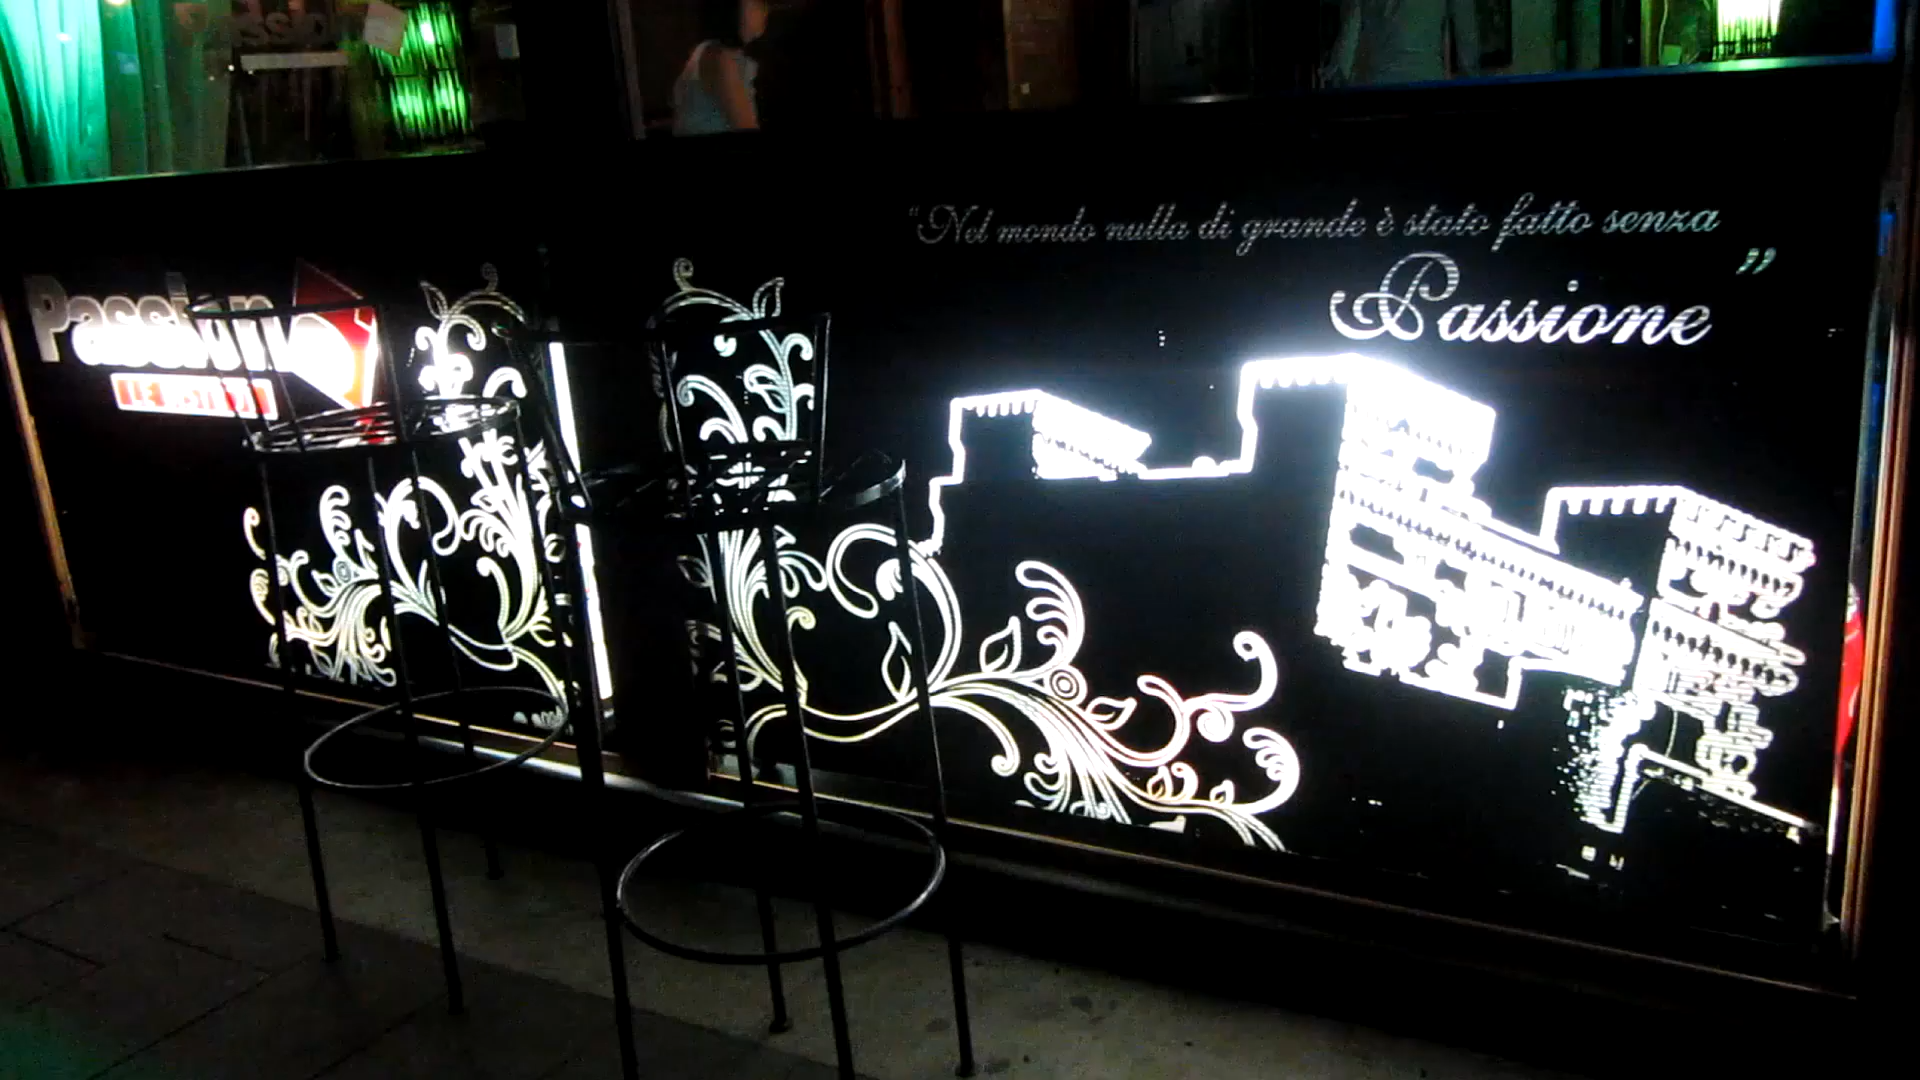 “Nel mondo nulla di grande è stato fatto senza
Passione”
Passion